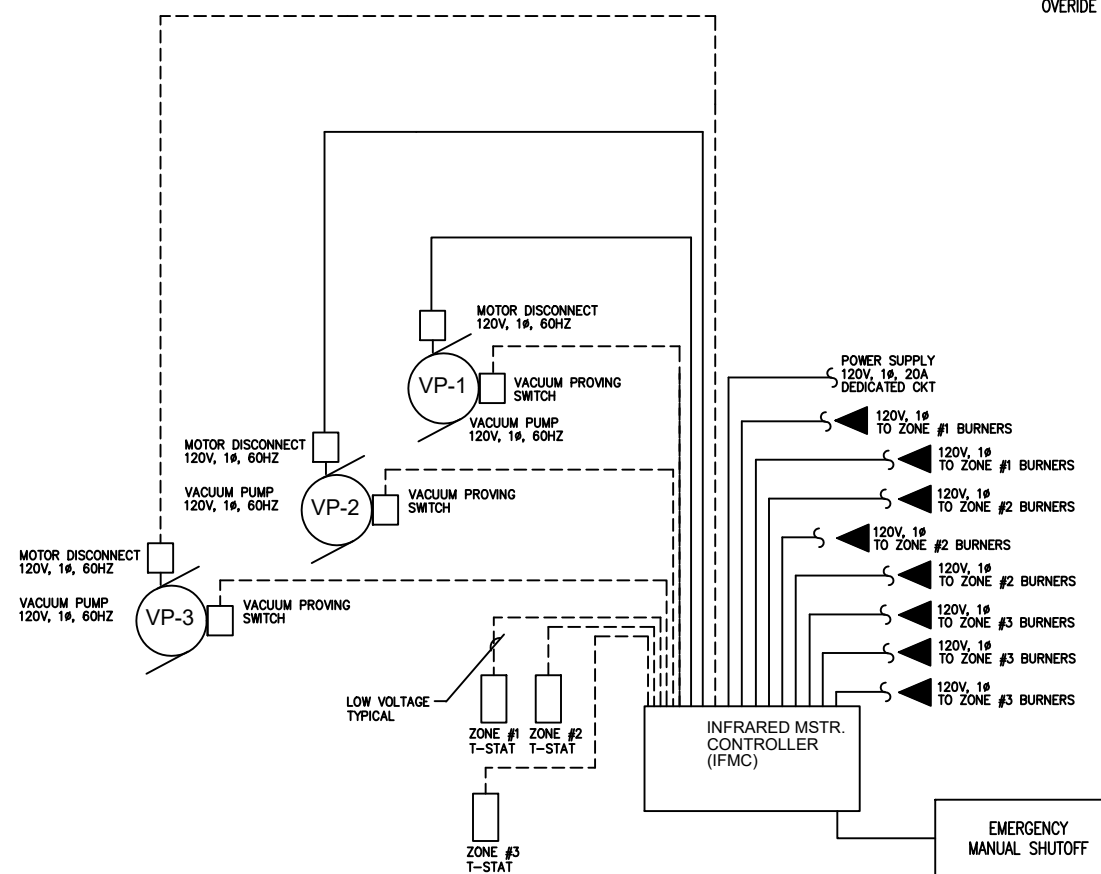 OVERIDE
MOTOR DISCONNECT
120V, 1ø, 60HZ
VP-1
VACUUM PROVING
SWITCH
VACUUM PUMP
120V, 1ø, 60HZ
MOTOR DISCONNECT
120V, 1ø, 60HZ
VACUUM PUMP
120V, 1ø, 60HZ
VP-2
VACUUM PROVING
SWITCH
MOTOR DISCONNECT
120V, 1ø, 60HZ
VACUUM PUMP
120V, 1ø, 60HZ
VP-3
VACUUM PROVING
SWITCH
POWER SUPPLY
120V, 1ø, 20A
DEDICATED CKT
120V, 1ø
TO ZONE #1 BURNERS
120V, 1ø
TO ZONE #1 BURNERS
120V, 1ø
TO ZONE #2 BURNERS
120V, 1ø
TO ZONE #2 BURNERS
120V, 1ø
TO ZONE #2 BURNERS
120V, 1ø
TO ZONE #3 BURNERS
120V, 1ø
TO ZONE #3 BURNERS
120V, 1ø
TO ZONE #3 BURNERS
LOW VOLTAGE
TYPICAL
ZONE #1
T-STAT
ZONE #2
T-STAT
ZONE #3
T-STAT
INFRARED MSTR.
CONTROLLER
(IFMC)
EMERGENCY
MANUAL SHUTOFF